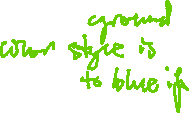 ground
color style is
to blue if